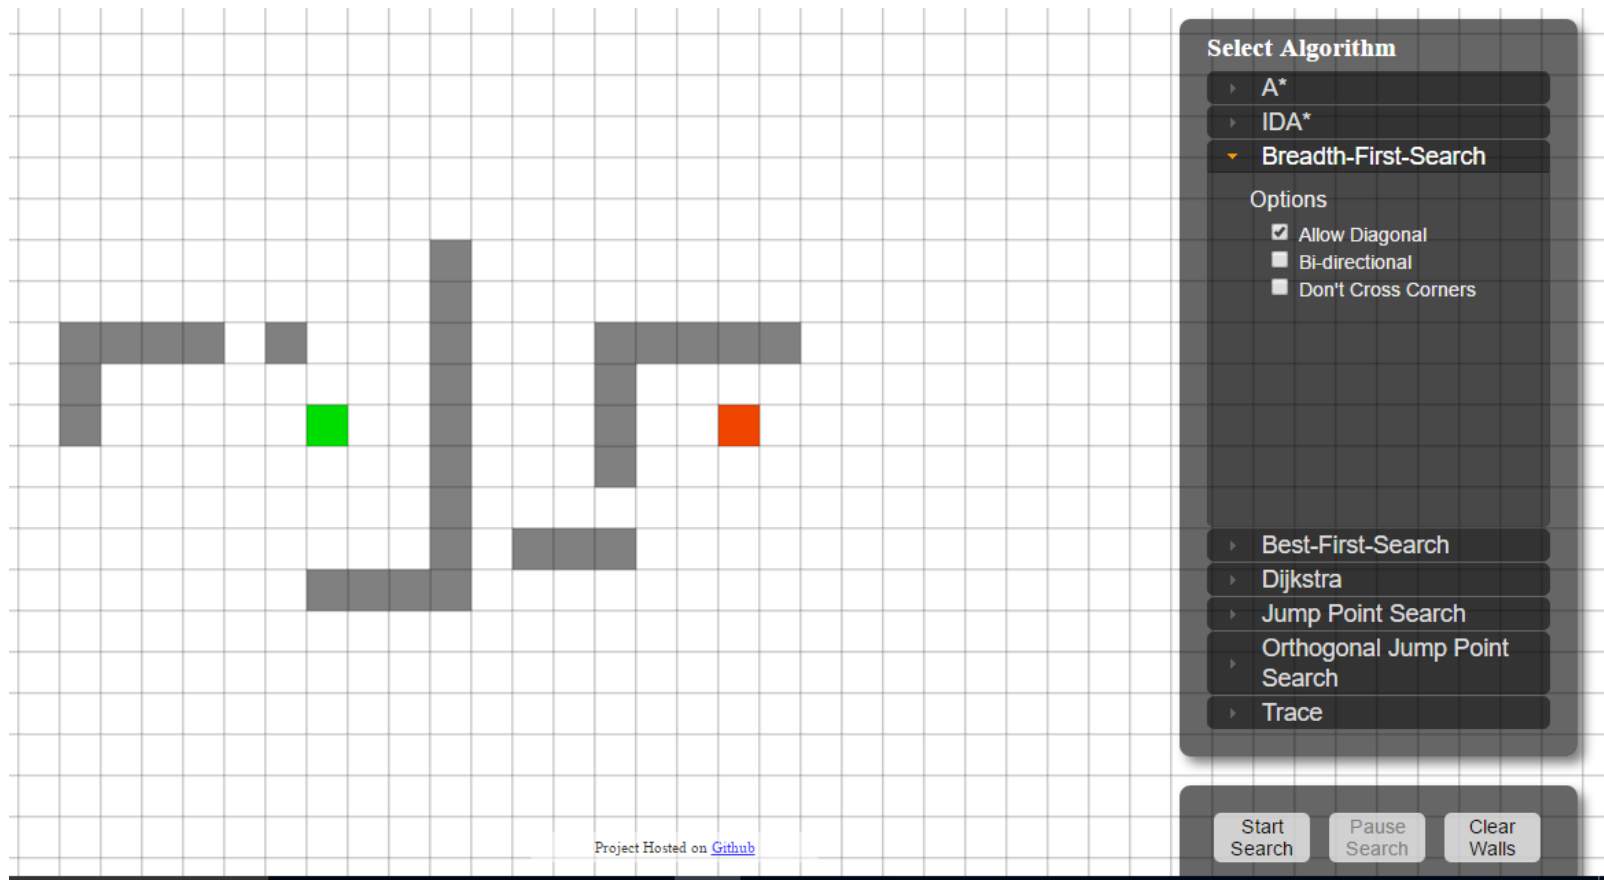 Select Algorithm
A*
IDA*
Breadth-First-Search
Options
Allow Diagonal
Bi-directional
Don't Cross Corners
Best-First-Search
Dijkstra
Jump Point Search
Orthogonal Jump Point
Search
Trace
Start
Search
Pause
Search
Clear
Walls
Project Hosted on Github